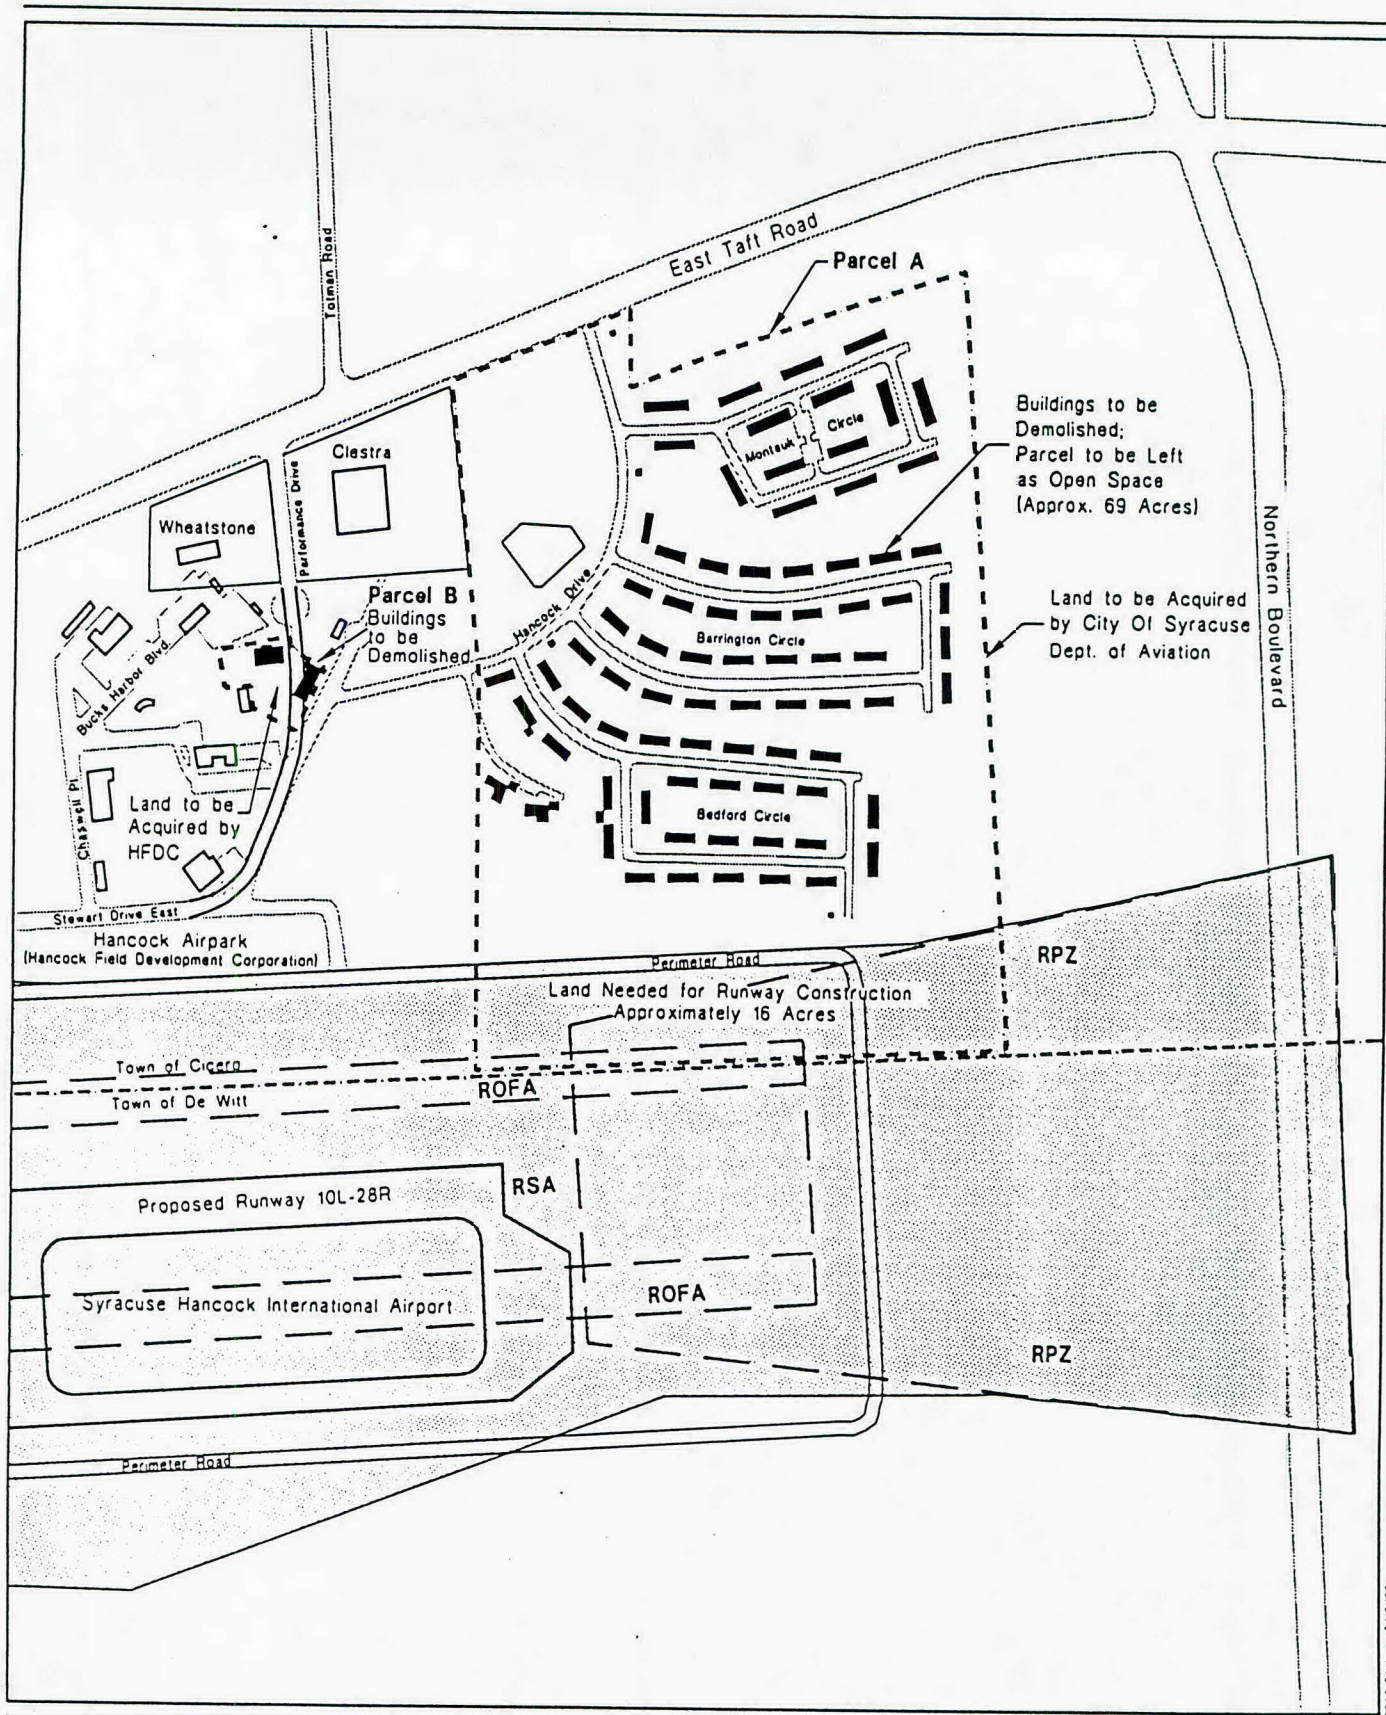 Totman Road
East Taft Road
Parcel A
Buildings to be
Demolished;
Parcel to be Left
as Open Space
(Approx. 69 Acres)
Montauk
Circle
Clestra
Performance Drive
Wheatstone
Northern Boulevard
Parcel B
Buildings
to be
Demolished
Hancock Drive
Barrington Circle
Land to be Acquired
by City Of Syracuse
Dept. of Aviation
Bucks Harbor Blvd.
Chaswell Pl.
Land to be
Acquired by
HFDC
Bedford Circle
Stewart Drive East
Hancock Airpark
(Hancock Field Development Corporation)
Perimeter Road
RPZ
Land Needed for Runway Construction
Approximately 16 Acres
Town of Cicero
Town of De Witt
ROFA
RSA
Proposed Runway 10L-28R
Syracuse Hancock International Airport
ROFA
RPZ
Perimeter Road